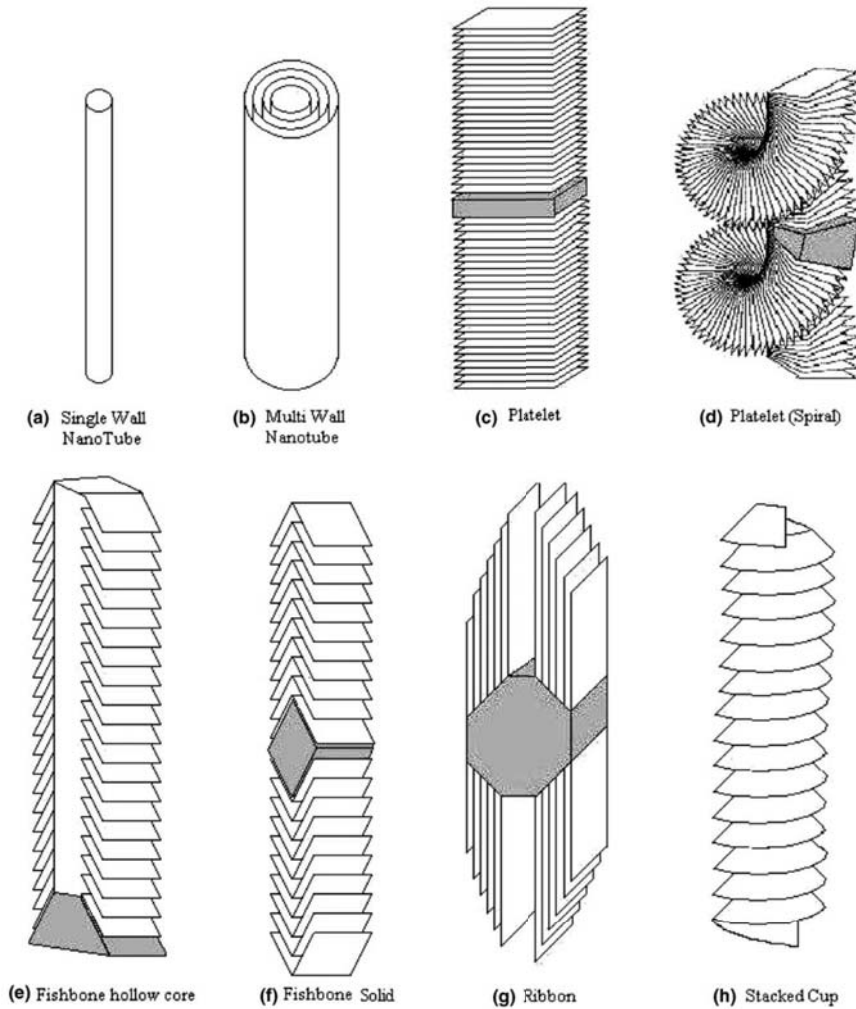 (a) Single Wall
NanoTube
(b) Multi Wall
Nanotube
(c) Platelet
(d) Platelet (Spiral)
(e) Fishbone hollow core
(f) Fishbone Solid
(g) Ribbon
(h) Stacked Cup